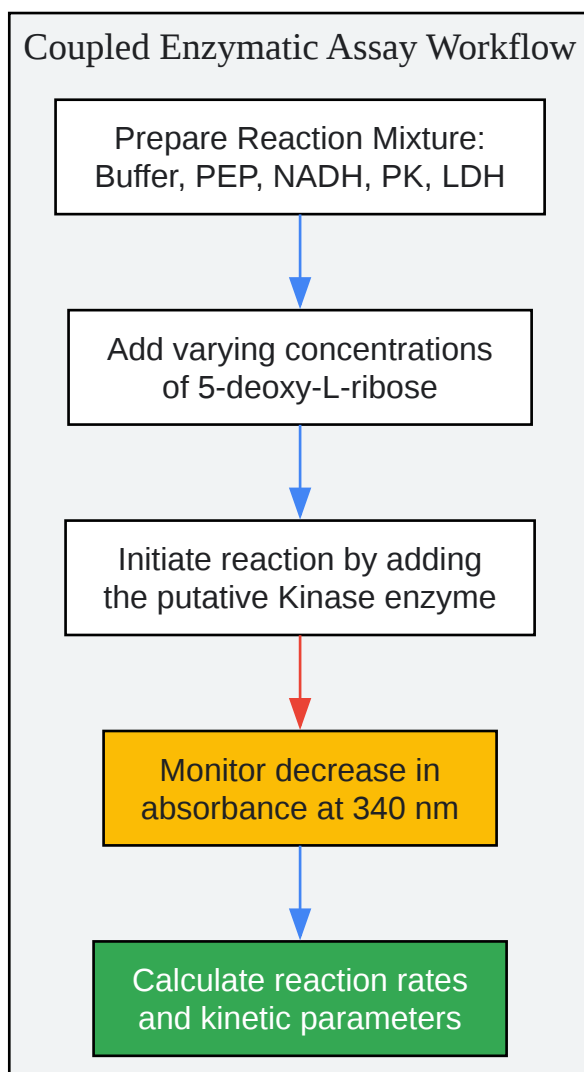 Coupled Enzymatic Assay Workflow
Prepare Reaction Mixture:
Buffer, PEP, NADH, PK, LDH
Add varying concentrations
of 5-deoxy-L-ribose
Initiate reaction by adding
the putative Kinase enzyme
Monitor decrease in
absorbance at 340 nm
Calculate reaction rates
and kinetic parameters